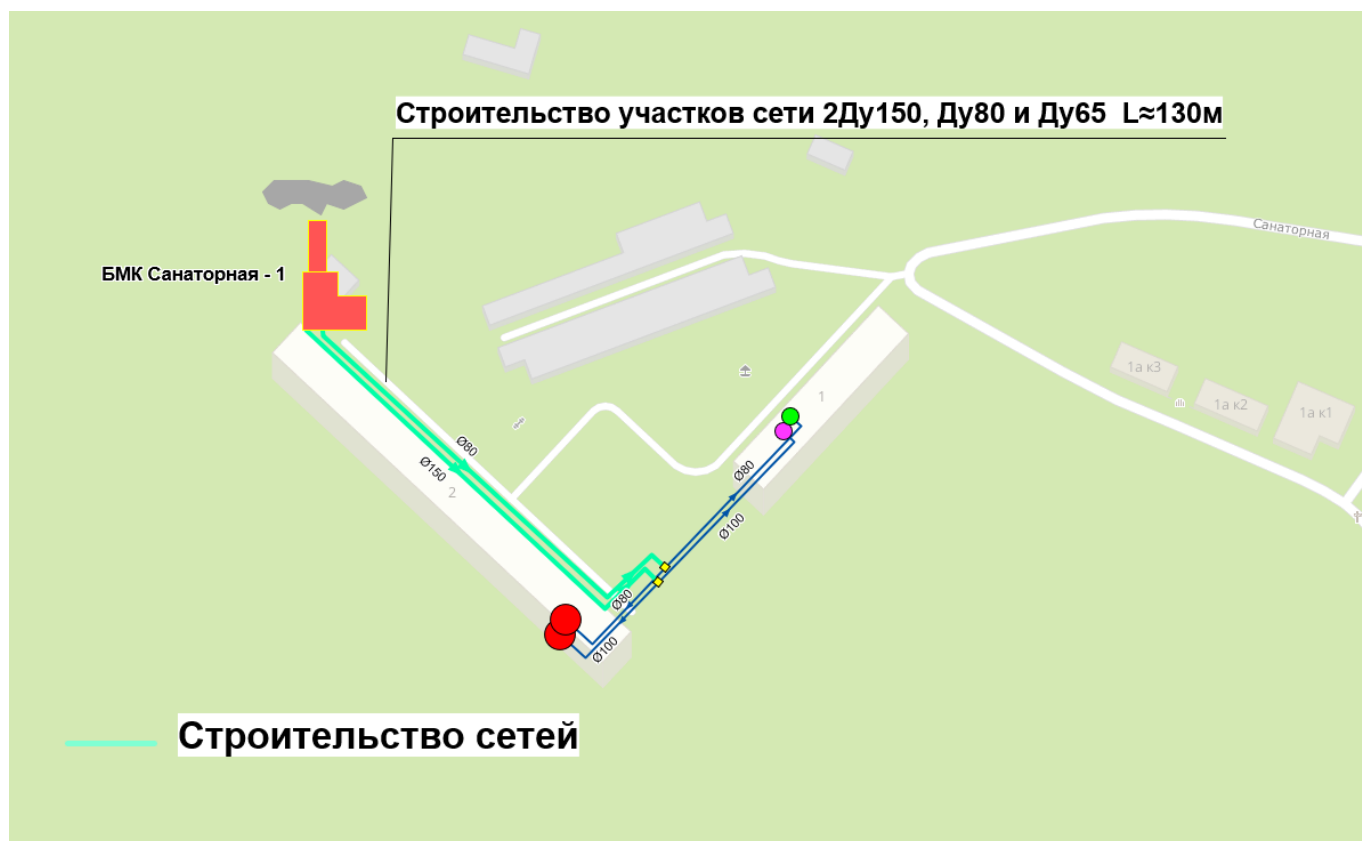 Строительство участков сети 2Ду150, Ду80 и Ду65 L≈130м
Санаторная
БМК Санаторная - 1
1а к3
1
1а к2
1а к1
Ø80
Ø150
2
Ø80
Ø100
Ø80
Ø100
Строительство сетей